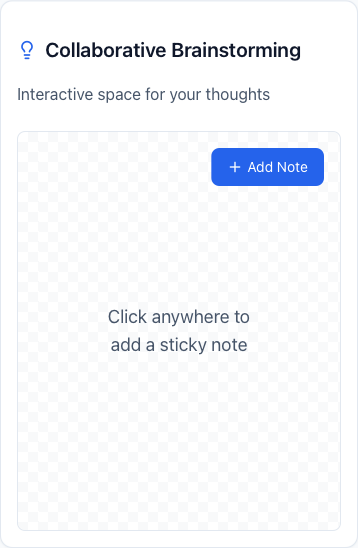 Collaborative Brainstorming
Interactive space for your thoughts
+ Add Note
Click anywhere to
add a sticky note